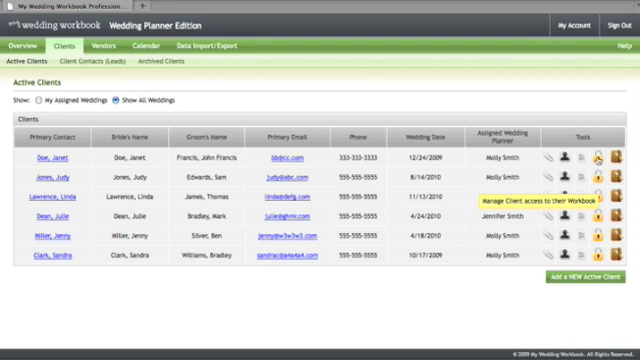 My Wedding Workbook Profession...
my wedding workbook Wedding Planner Edition
My Account Sign Out
Overview Clients Vendors Calendar Data Import/Export Help
Active Clients Client Contacts (Leads) Archived Clients
Active Clients
Show: My Assigned Weddings Show All Weddings
Clients
Primary Contact Bride's Name Groom's Name Primary Email Phone Wedding Date Assigned Wedding Planner Tools
Doe, Janet Doe, Janet Francis, John Francis bb@cc.com 333-333-3333 12/24/2009 Molly Smith
Jones, Judy Jones, Judy Edwards, Sam judy@abc.com 555-555-5555 8/14/2010 Molly Smith
Lawrence, Linda Lawrence, Linda James, Thomas linda@defg.com 555-555-5555 11/13/2010
Manage Client access to their Workbook
Dean, Julie Dean, Julie Bradley, Mark julie@ghmr.com 555-555-5555 4/24/2010 Jennifer Smith
Miller, Jenny Miller, Jenny Silver, Ben jenny@w3w3w3.com 555-555-5555 4/18/2010 Molly Smith
Clark, Sandra Clark, Sandra Williams, Bradley sandrac@a4a4a4.com 555-555-5555 10/17/2009 Molly Smith
Add a NEW Active Client
© 2009 My Wedding Workbook. All Rights Reserved.